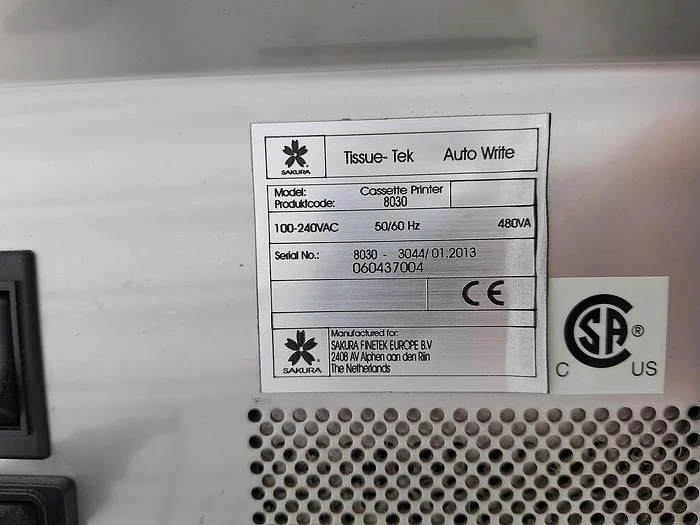 SAKURA
Tissue- Tek Auto Write
Model: Cassette Printer
Produktcode: 8030
100-240VAC 50/60 Hz 480VA
Serial No.: 8030 - 3044/01.2013
060437004
CE
SAKURA
Manufactured for:
SAKURA FINETEK EUROPE B.V
2408 AV Alphen aan den Riin
The Netherlands
CSA ®
C US